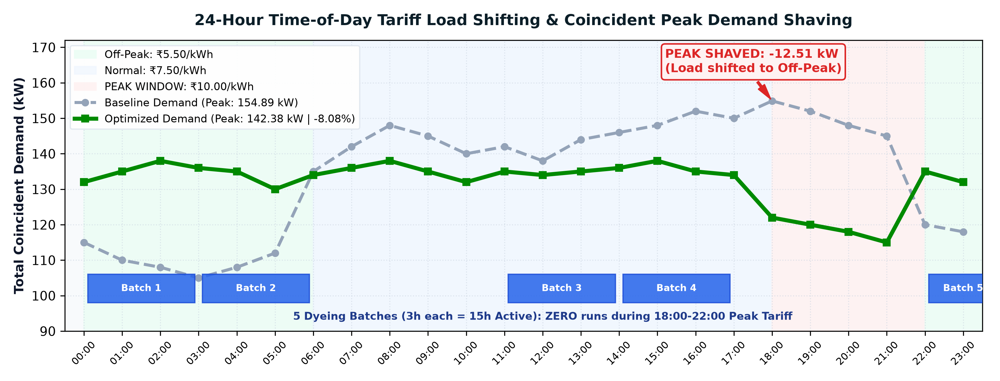 24-Hour Time-of-Day Tariff Load Shifting & Coincident Peak Demand Shaving
Total Coincident Demand (kW)
170
160
150
140
130
120
110
100
90
Off-Peak: ₹5.50/kWh
Normal: ₹7.50/kWh
PEAK WINDOW: ₹10.00/kWh
Baseline Demand (Peak: 154.89 kW)
Optimized Demand (Peak: 142.38 kW | -8.08%)
PEAK SHAVED: -12.51 kW
(Load shifted to Off-Peak)
Batch 1
Batch 2
Batch 3
Batch 4
Batch 5
5 Dyeing Batches (3h each = 15h Active): ZERO runs during 18:00-22:00 Peak Tariff
00:00
01:00
02:00
03:00
04:00
05:00
06:00
07:00
08:00
09:00
10:00
11:00
12:00
13:00
14:00
15:00
16:00
17:00
18:00
19:00
20:00
21:00
22:00
23:00